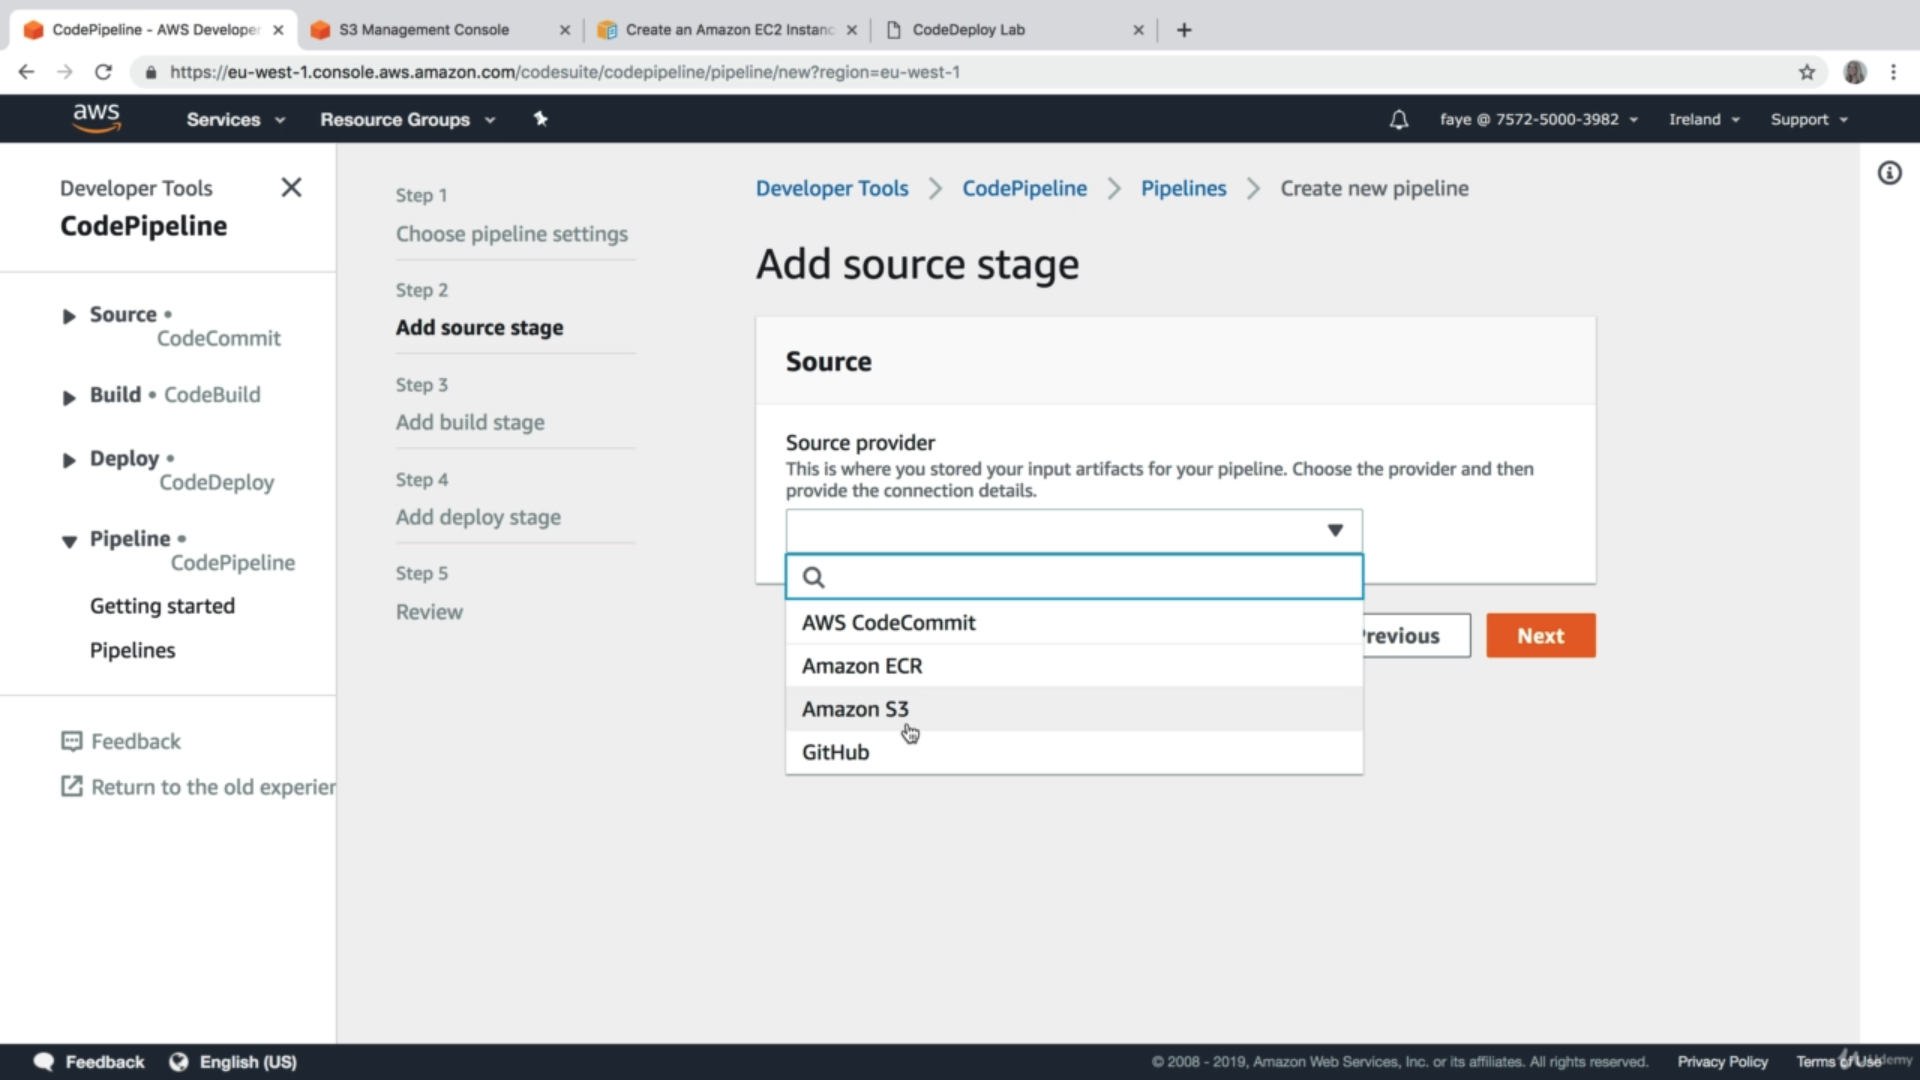 CodePipeline - AWS Developer
S3 Management Console
Create an Amazon EC2 Instanc
CodeDeploy Lab
https://eu-west-1.console.aws.amazon.com/codesuite/codepipeline/pipeline/new?region=eu-west-1
aws
Services
Resource Groups
faye @ 7572-5000-3982
Ireland
Support
Developer Tools
CodePipeline
Source •
CodeCommit
Build • CodeBuild
Deploy •
CodeDeploy
Pipeline •
CodePipeline
Getting started
Pipelines
Feedback
Return to the old experier
Step 1
Choose pipeline settings
Step 2
Add source stage
Step 3
Add build stage
Step 4
Add deploy stage
Step 5
Review
Developer Tools
CodePipeline
Pipelines
Create new pipeline
Add source stage
Source
Source provider
This is where you stored your input artifacts for your pipeline. Choose the provider and then
provide the connection details.
AWS CodeCommit
Amazon ECR
Amazon S3
GitHub
Previous
Next
Feedback
English (US)
© 2008 - 2019, Amazon Web Services, Inc. or its affiliates. All rights reserved.
Privacy Policy
Terms of Use